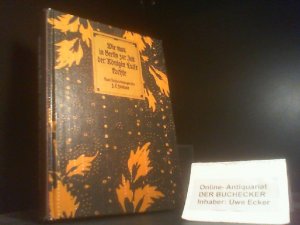 Wie man
in Berlin zur Zeit
der Königin Luise
kochte
Online-Antiquariat
DER BUCHECKER
Inhaber: Uwe Ecker